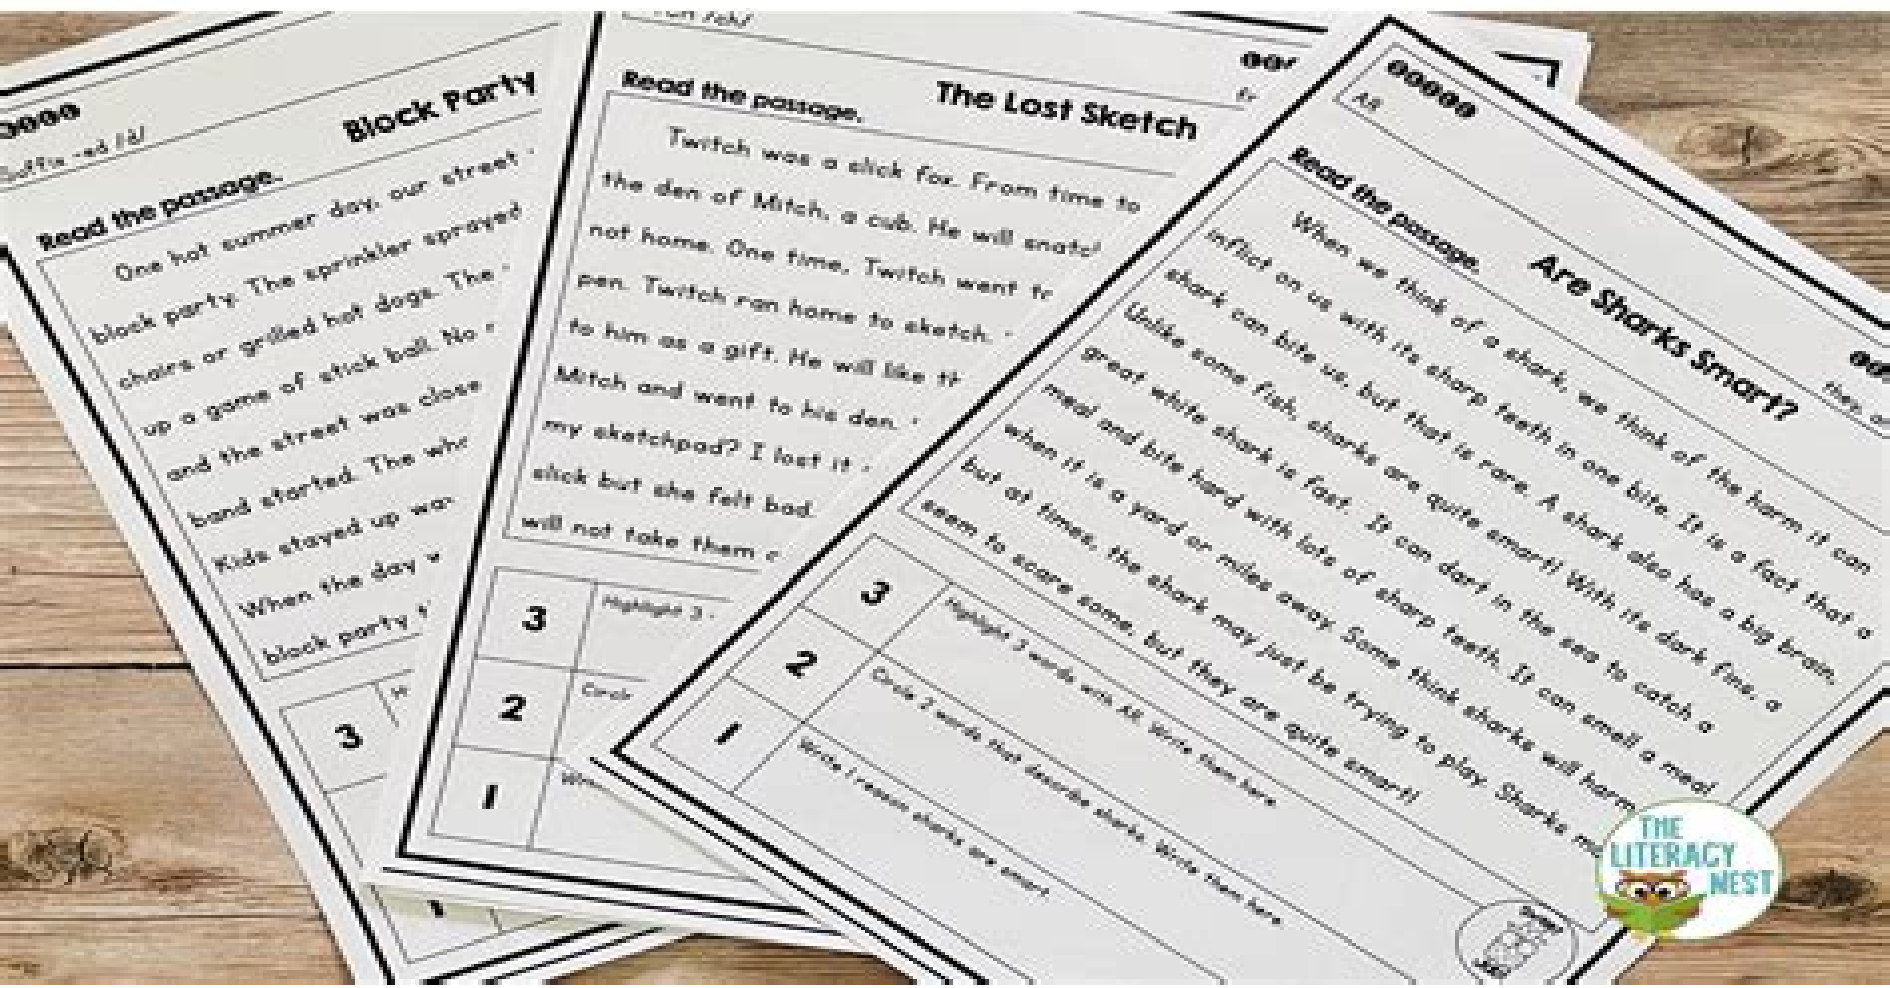 Suffix -ed /d/
Block Party
Read the passage.
One hot summer day, our street
block party. The sprinkler sprayed
chairs or grilled hot dogs. The
up a game of stick ball. No
and the street was close
band started. The
Kids stayed up
When the day
block party
3
1
Read the passage.
The Lost Sketch
Twitch was a slick fox. From time to
the den of Mitch, a cub. He will
not home. One time, Twitch went
pen. Twitch ran home to sketch.
to him as a gift. He will like
Mitch and went to his den.
my sketchpad? I lost it
slick but she felt bad.
will not take them
3
Highlight 3
2
Circle
1
AR
Read the passage.
Are Sharks Smart?
When we think of a shark, we think of the harm it can
inflict on us with its sharp teeth in one bite. It is a fact that a
shark can bite us, but that is rare. A shark also has a big brain.
Unlike some fish, sharks are quite smart! With its dark fins, a
great white shark is fast. It can dart in the sea to catch a
meal and bite hard with lots of sharp teeth. It can smell a meal
when it is a yard or miles away. Some think sharks will harm
but at times, the shark may just be trying to play. Sharks
seem to scare some, but they are quite smart!
3
Highlight 3 words with AR. Write them here
2
Circle 2 words that describe sharks. Write them here
1
Write 1 reason sharks are smart
THE
LITERACY
NEST